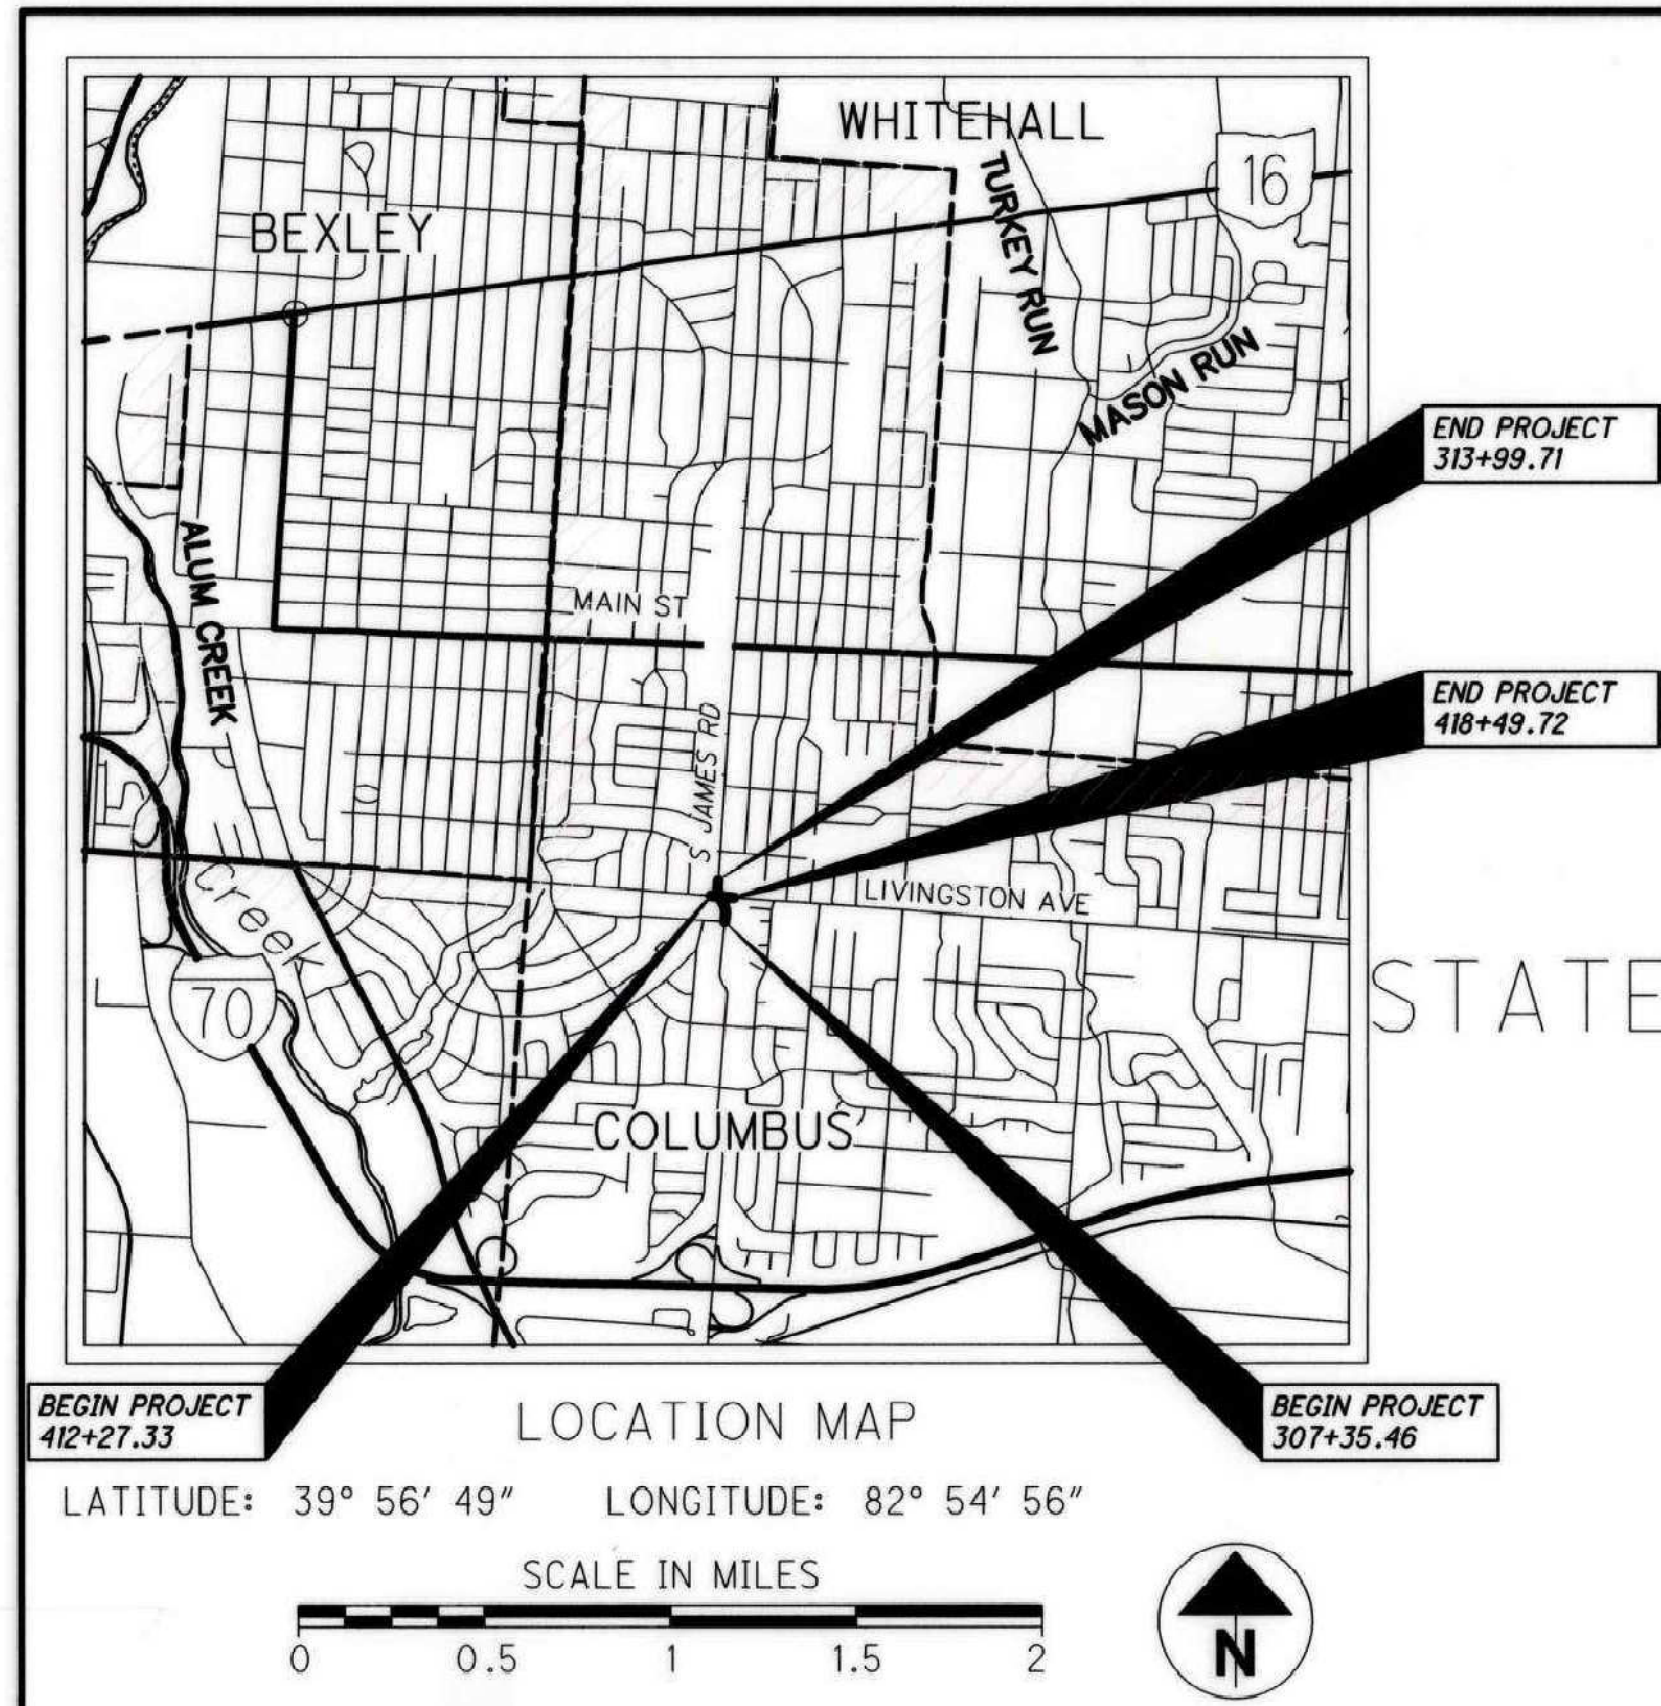 WHITEHALL
16
BEXLEY
TURKEY RUN
MASON RUN
END PROJECT
313+99.71
ALUM CREEK
MAIN ST
END PROJECT
418+49.72
S JAMES RD
LIVINGSTON AVE
Creek
70
STATE
COLUMBUS
BEGIN PROJECT
412+27.33
BEGIN PROJECT
307+35.46
LOCATION MAP
LATITUDE: 39° 56' 49" LONGITUDE: 82° 54' 56"
SCALE IN MILES
0 0.5 1 1.5 2
N